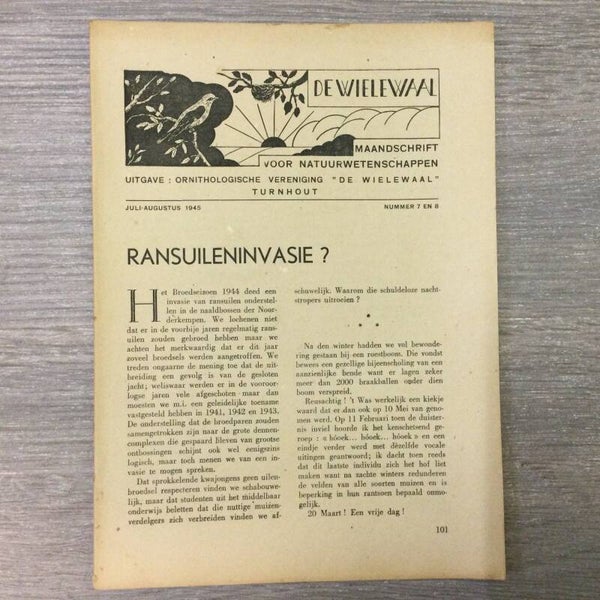 DE WIELEWAAL
MAANDSCHRIFT
VOOR NATUURWETENSCHAPPEN
UITGAVE : ORNITHOLOGISCHE VERENIGING "DE WIELEWAAL"
TURNHOUT
JULI-AUGUSTUS 1945 NUMMER 7 EN 8
RANSUILENINVASIE ?
Het Broedseizoen 1944 deed een
invasie van ransuilen onderstel-
len in de naaldbossen der Noor-
derkempen. We lochenen niet
dat er in de voorbije jaren regelmatig rans-
uilen zouden gebroed hebben maar we
achten het merkwaardig dat er dit jaar
zoveel broedsels werden aangetroffen. We
treden ongaarne de mening toe dat de uit-
breiding een gevolg is van de gesloten
jacht; weliswaar werden er in de vooroor-
logse jaren vele afgeschoten maar dan
moesten we m.i. een geleidelijke toename
vastgesteld hebben in 1941, 1942 en 1943.
De onderstelling dat de broedparen zouden
samengetrokken zijn naar de grote dennen-
complexen die gespaard bleven van grootse
ontbossingen schijnt ook wel eenigzins
logisch, maar toch menen we van een in-
vasie te mogen spreken.
Dat sprokkelende kwajongens geen uilen-
broedsel respecteren vinden we schabouwe-
lijk, maar dat studenten uit het middelbaar
onderwijs beletten dat die nuttige muizen-
verdelgers zich verbreiden vinden we af-
schuwelijk. Waarom die schuldeloze nacht-
stropers uitroeien ?
* * *
Na den winter hadden we vol bewonde-
ring gestaan bij een roestboom. Die vondst
bewees een gezellige bijeenscholing van een
aanzienlijke bende want er lagen zeker
meer dan 2000 braakballen onder dien
boom verspreid.
Reusachtig ! 't Was werkelijk een kiekje
waard dat er dan ook op 10 Mei van geno-
men werd. Op 11 Februari toen de duister-
nis inviel hoorde ik het kenschetsend ge-
roep : « hóoek... hóoek... hóoek » en een
eindje verder werd met dèzelfde vocale
uitingen geantwoord; ik dacht toen reeds
dat dit laatste individu zich het hof liet
maken want na nachts winters redunderen
de velden van alle soorten muizen en is
beperking in hun rantsoen bepaald onmo-
gelijk.
20 Maart ! Een vrije dag !
101